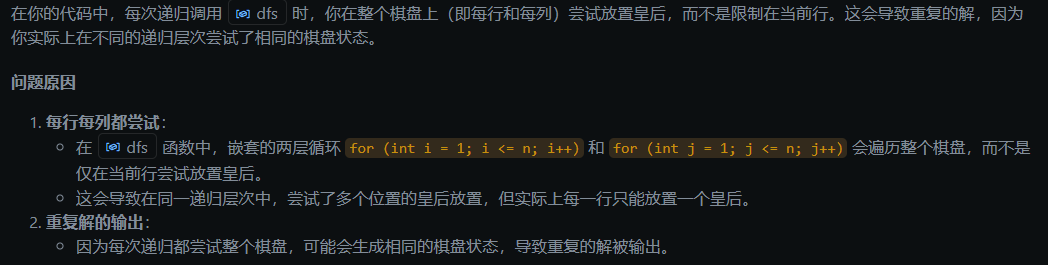 在你的代码中，每次递归调用 dfs 时，你在整个棋盘上（即每行和每列）尝试放置皇后，而不是限制在当前行。这会导致重复的解，因为
你实际上在不同的递归层次尝试了相同的棋盘状态。
问题原因
1. 每行每列都尝试：
在 dfs 函数中，嵌套的两层循环 for (int i = 1; i <= n; i++) 和 for (int j = 1; j <= n; j++) 会遍历整个棋盘，而不是
仅在当前行尝试放置皇后。
这会导致在同一递归层次中，尝试了多个位置的皇后放置，但实际上每一行只能放置一个皇后。
2. 重复解的输出：
因为每次递归都尝试整个棋盘，可能会生成相同的棋盘状态，导致重复的解被输出。